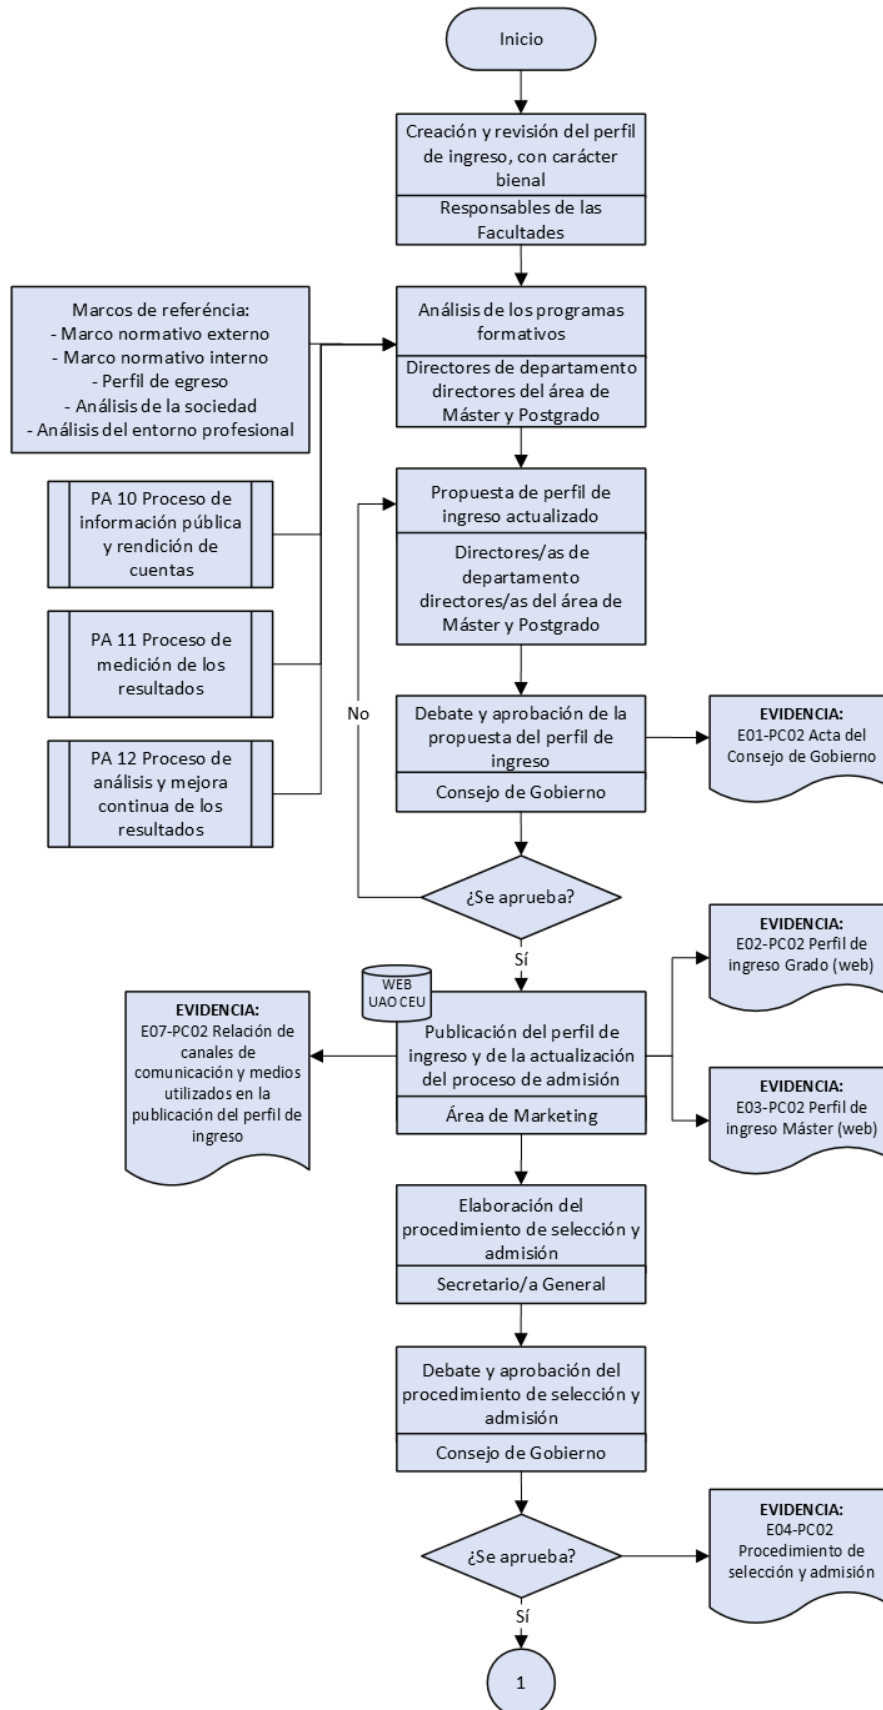 Inicio
Creación y revisión del perfil
de ingreso, con carácter
bienal
Responsables de las
Facultades
Marcos de referéncia:
- Marco normativo externo
- Marco normativo interno
- Perfil de egreso
- Análisis de la sociedad
- Análisis del entorno profesional
Análisis de los programas
formativos
Directores de departamento
directores del área de
Máster y Postgrado
PA 10 Proceso de
información pública
y rendición de
cuentas
Propuesta de perfil de
ingreso actualizado
Directores/as de
departamento
directores/as del área de
Máster y Postgrado
PA 11 Proceso de
medición de los
resultados
PA 12 Proceso de
análisis y mejora
continua de los
resultados
No
Debate y aprobación de la
propuesta del perfil de
ingreso
Consejo de Gobierno
EVIDENCIA:
E01-PC02 Acta del
Consejo de Gobierno
¿Se aprueba?
Sí
EVIDENCIA:
E02-PC02 Perfil de
ingreso Grado (web)
WEB
UAO CEU
Publicación del perfil de
ingreso y de la actualización
del proceso de admisión
Área de Marketing
EVIDENCIA:
E07-PC02 Relación de
canales de
comunicación y medios
utilizados en la
publicación del perfil de
ingreso
EVIDENCIA:
E03-PC02 Perfil de
ingreso Máster (web)
Elaboración del
procedimiento de selección y
admisión
Secretario/a General
Debate y aprobación del
procedimiento de selección y
admisión
Consejo de Gobierno
¿Se aprueba?
EVIDENCIA:
E04-PC02
Procedimiento de
selección y admisión
Sí
1